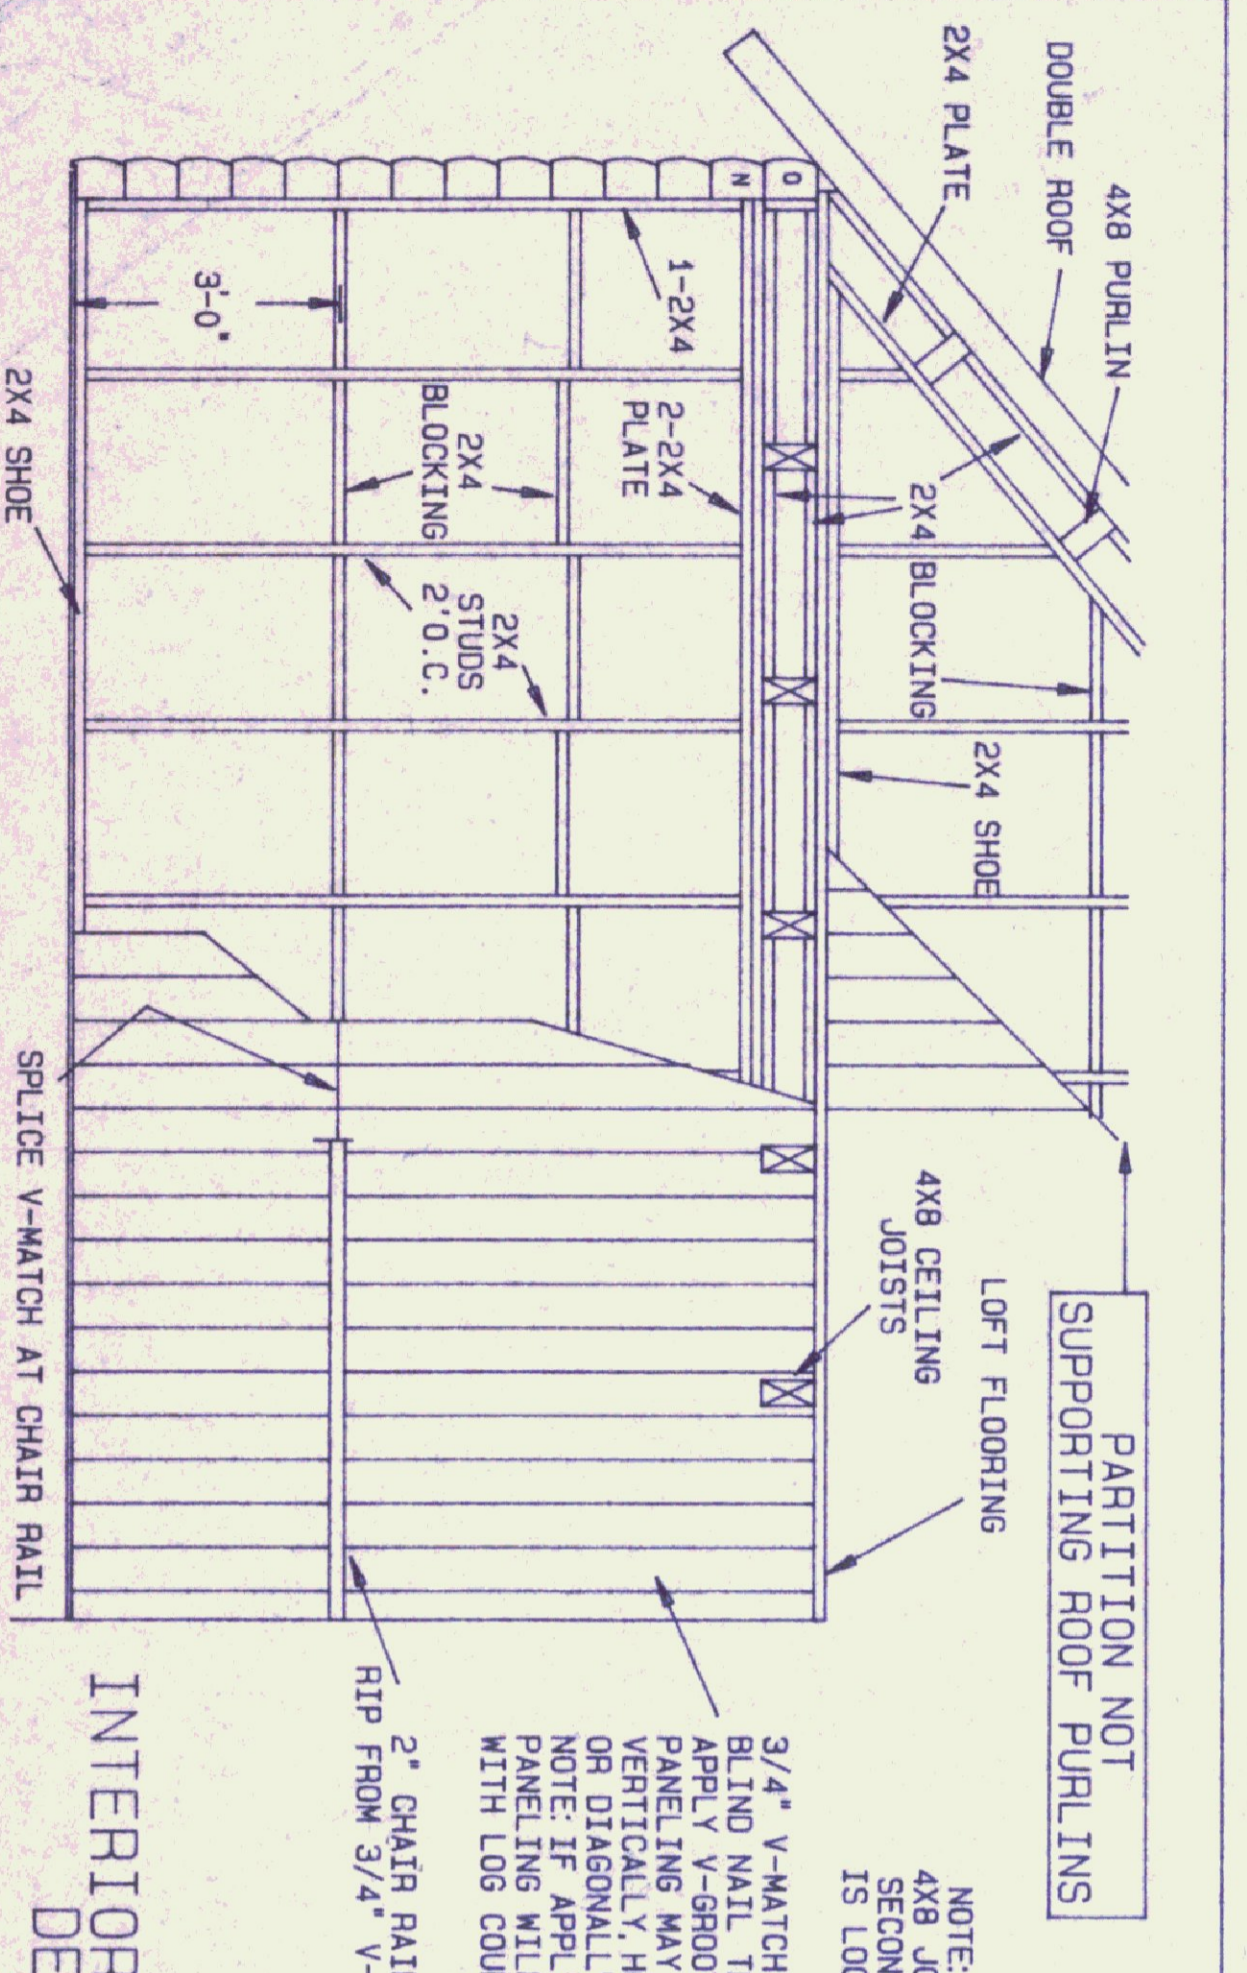 DOUBLE ROOF
4X8 PURLIN
2X4 PLATE
PARTITION NOT
SUPPORTING ROOF PURLINS
2X4 SHOE
LOFT FLOORING
2X4 BLOCKING
4X8 CEILING
JOISTS
NOTE:
4X8 JO
SECON
IS LOC
O
N
1-2X4
2-2X4
PLATE
2X4
BLOCKING
2X4
STUDS
2'O.C.
3'-0"
3/4" V-MATCH
BLIND NAIL T
APPLY V-GROO
PANELING MAY
VERTICALLY, H
OR DIAGONALL
NOTE: IF APPL
PANELING WIL
WITH LOG COU
2" CHAIR RAI
RIP FROM 3/4" V-
2X4 SHOE
SPLICE V-MATCH AT CHAIR RAIL
INTERIOR
DE